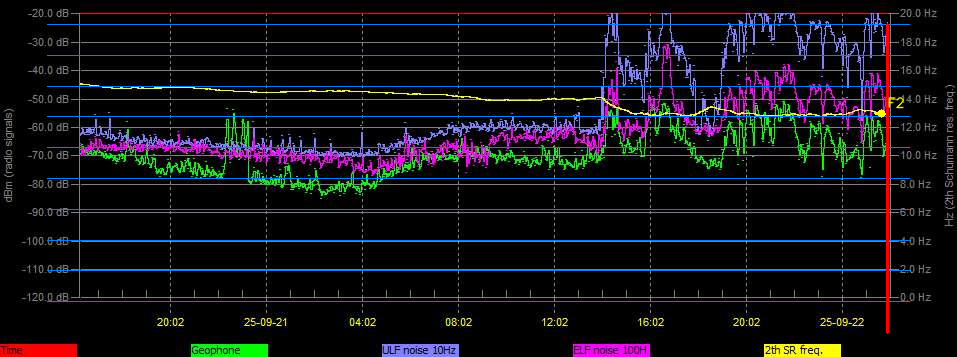 -20.0 dB 20.0 Hz
-30.0 dB 18.0 Hz
-40.0 dB 16.0 Hz
-50.0 dB 14.0 Hz
F2
-60.0 dB 12.0 Hz
-70.0 dB 10.0 Hz
-80.0 dB 8.0 Hz
-90.0 dB 6.0 Hz
-100.0 dB 4.0 Hz
-110.0 dB 2.0 Hz
-120.0 dB 0.0 Hz
dBm (radio signals)
Hz (2th Schumann res. freq.)
20:02 25-09-21 04:02 08:02 12:02 16:02 20:02 25-09-22
Time Geophone ULF noise 10Hz ELF noise 100H 2th SR freq.